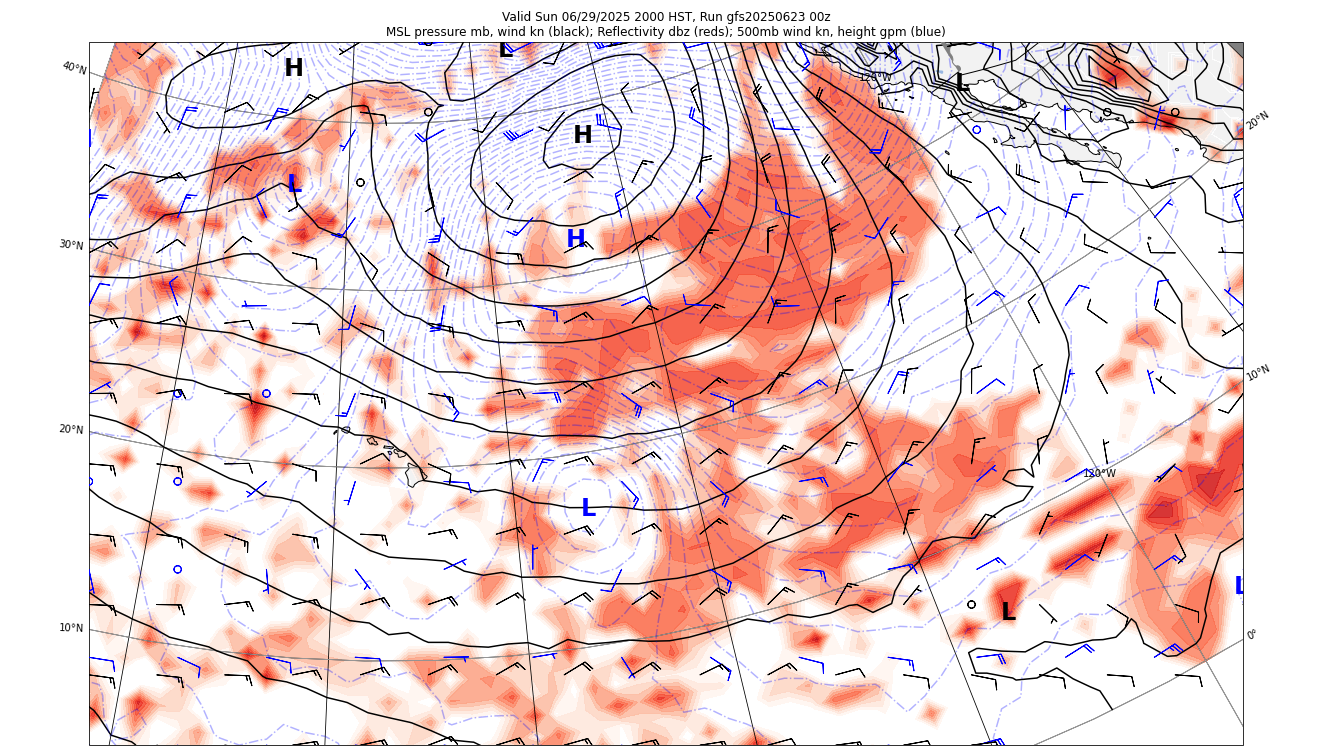 Valid Sun 06/29/2025 2000 HST, Run gfs20250623 00z
MSL pressure mb, wind kn (black); Reflectivity dbz (reds); 500mb wind kn, height gpm (blue)
L
H
40°N
120°W
L
20°N
H
L
H
30°N
10°N
20°N
120°W
L
L
L
10°N
0°